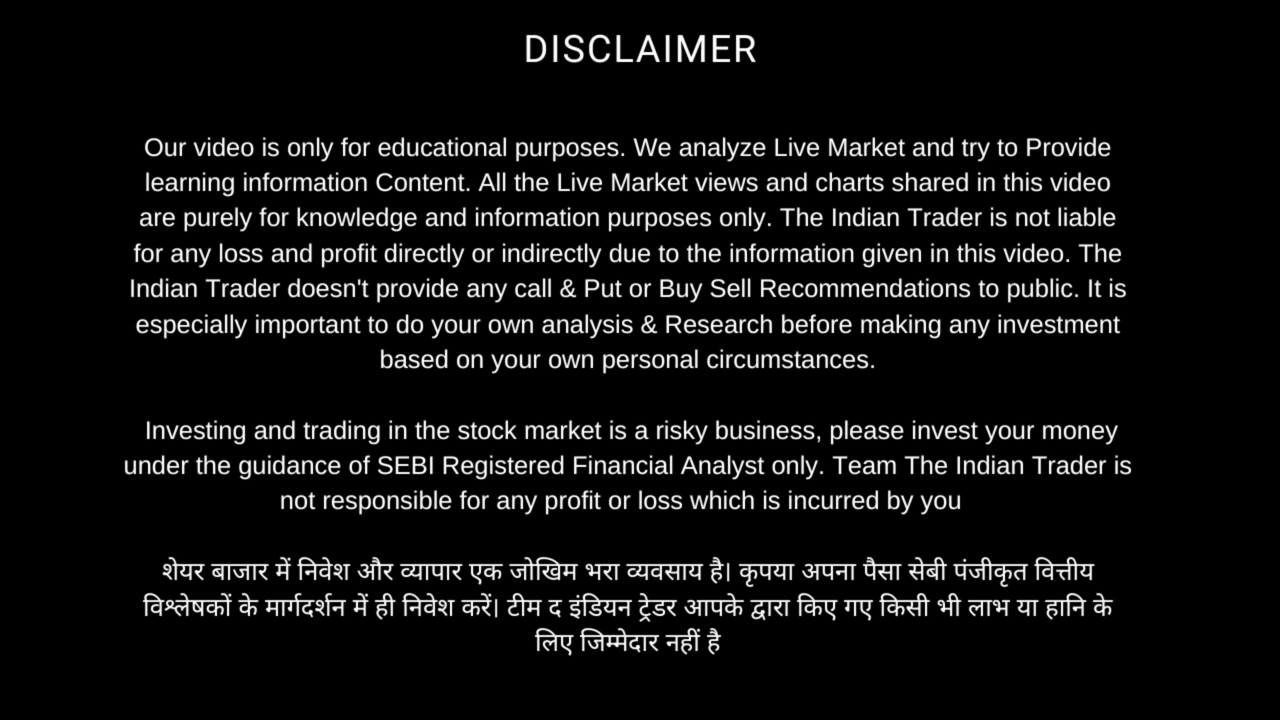 DISCLAIMER
Our video is only for educational purposes. We analyze Live Market and try to Provide
learning information Content. All the Live Market views and charts shared in this video
are purely for knowledge and information purposes only. The Indian Trader is not liable
for any loss and profit directly or indirectly due to the information given in this video. The
Indian Trader doesn't provide any call & Put or Buy Sell Recommendations to public. It is
especially important to do your own analysis & Research before making any investment
based on your own personal circumstances.
Investing and trading in the stock market is a risky business, please invest your money
under the guidance of SEBI Registered Financial Analyst only. Team The Indian Trader is
not responsible for any profit or loss which is incurred by you
शेयर बाजार में निवेश और व्यापार एक जोखिम भरा व्यवसाय है। कृपया अपना पैसा सेबी पंजीकृत वित्तीय
विश्लेषकों के मार्गदर्शन में ही निवेश करें। टीम द इंडियन ट्रेडर आपके द्वारा किए गए किसी भी लाभ या हानि के
लिए जिम्मेदार नहीं है